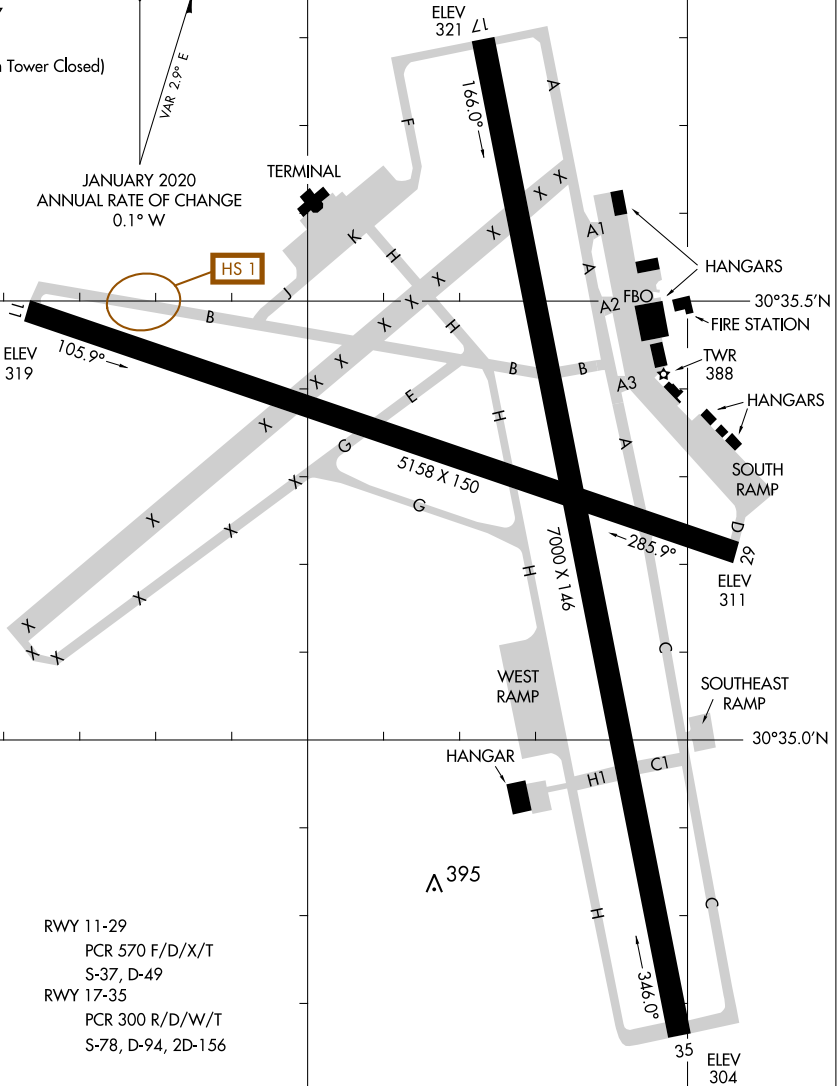 n Tower Closed)
VAR 2.9° E
JANUARY 2020
ANNUAL RATE OF CHANGE
0.1° W
ELEV
321
17
166.0°
A
F
TERMINAL
X X
K
H
X
A1
A
HANGARS
HS 1
J
X
X
X
H
A2
FBO
30°35.5'N
FIRE STATION
11
B
ELEV
319
105.9°
X
X
B
B
A3
TWR
388
E
H
HANGARS
X
G
A
5158 X 150
SOUTH
RAMP
X
X
G
X
D
29
285.9°
7000 X 146
H
ELEV
311
X
X
X
X
C
WEST
RAMP
SOUTHEAST
RAMP
30°35.0'N
HANGAR
H1
C1
395
H
C
RWY 11-29
PCR 570 F/D/X/T
S-37, D-49
RWY 17-35
PCR 300 R/D/W/T
S-78, D-94, 2D-156
346.0°
35
ELEV
304